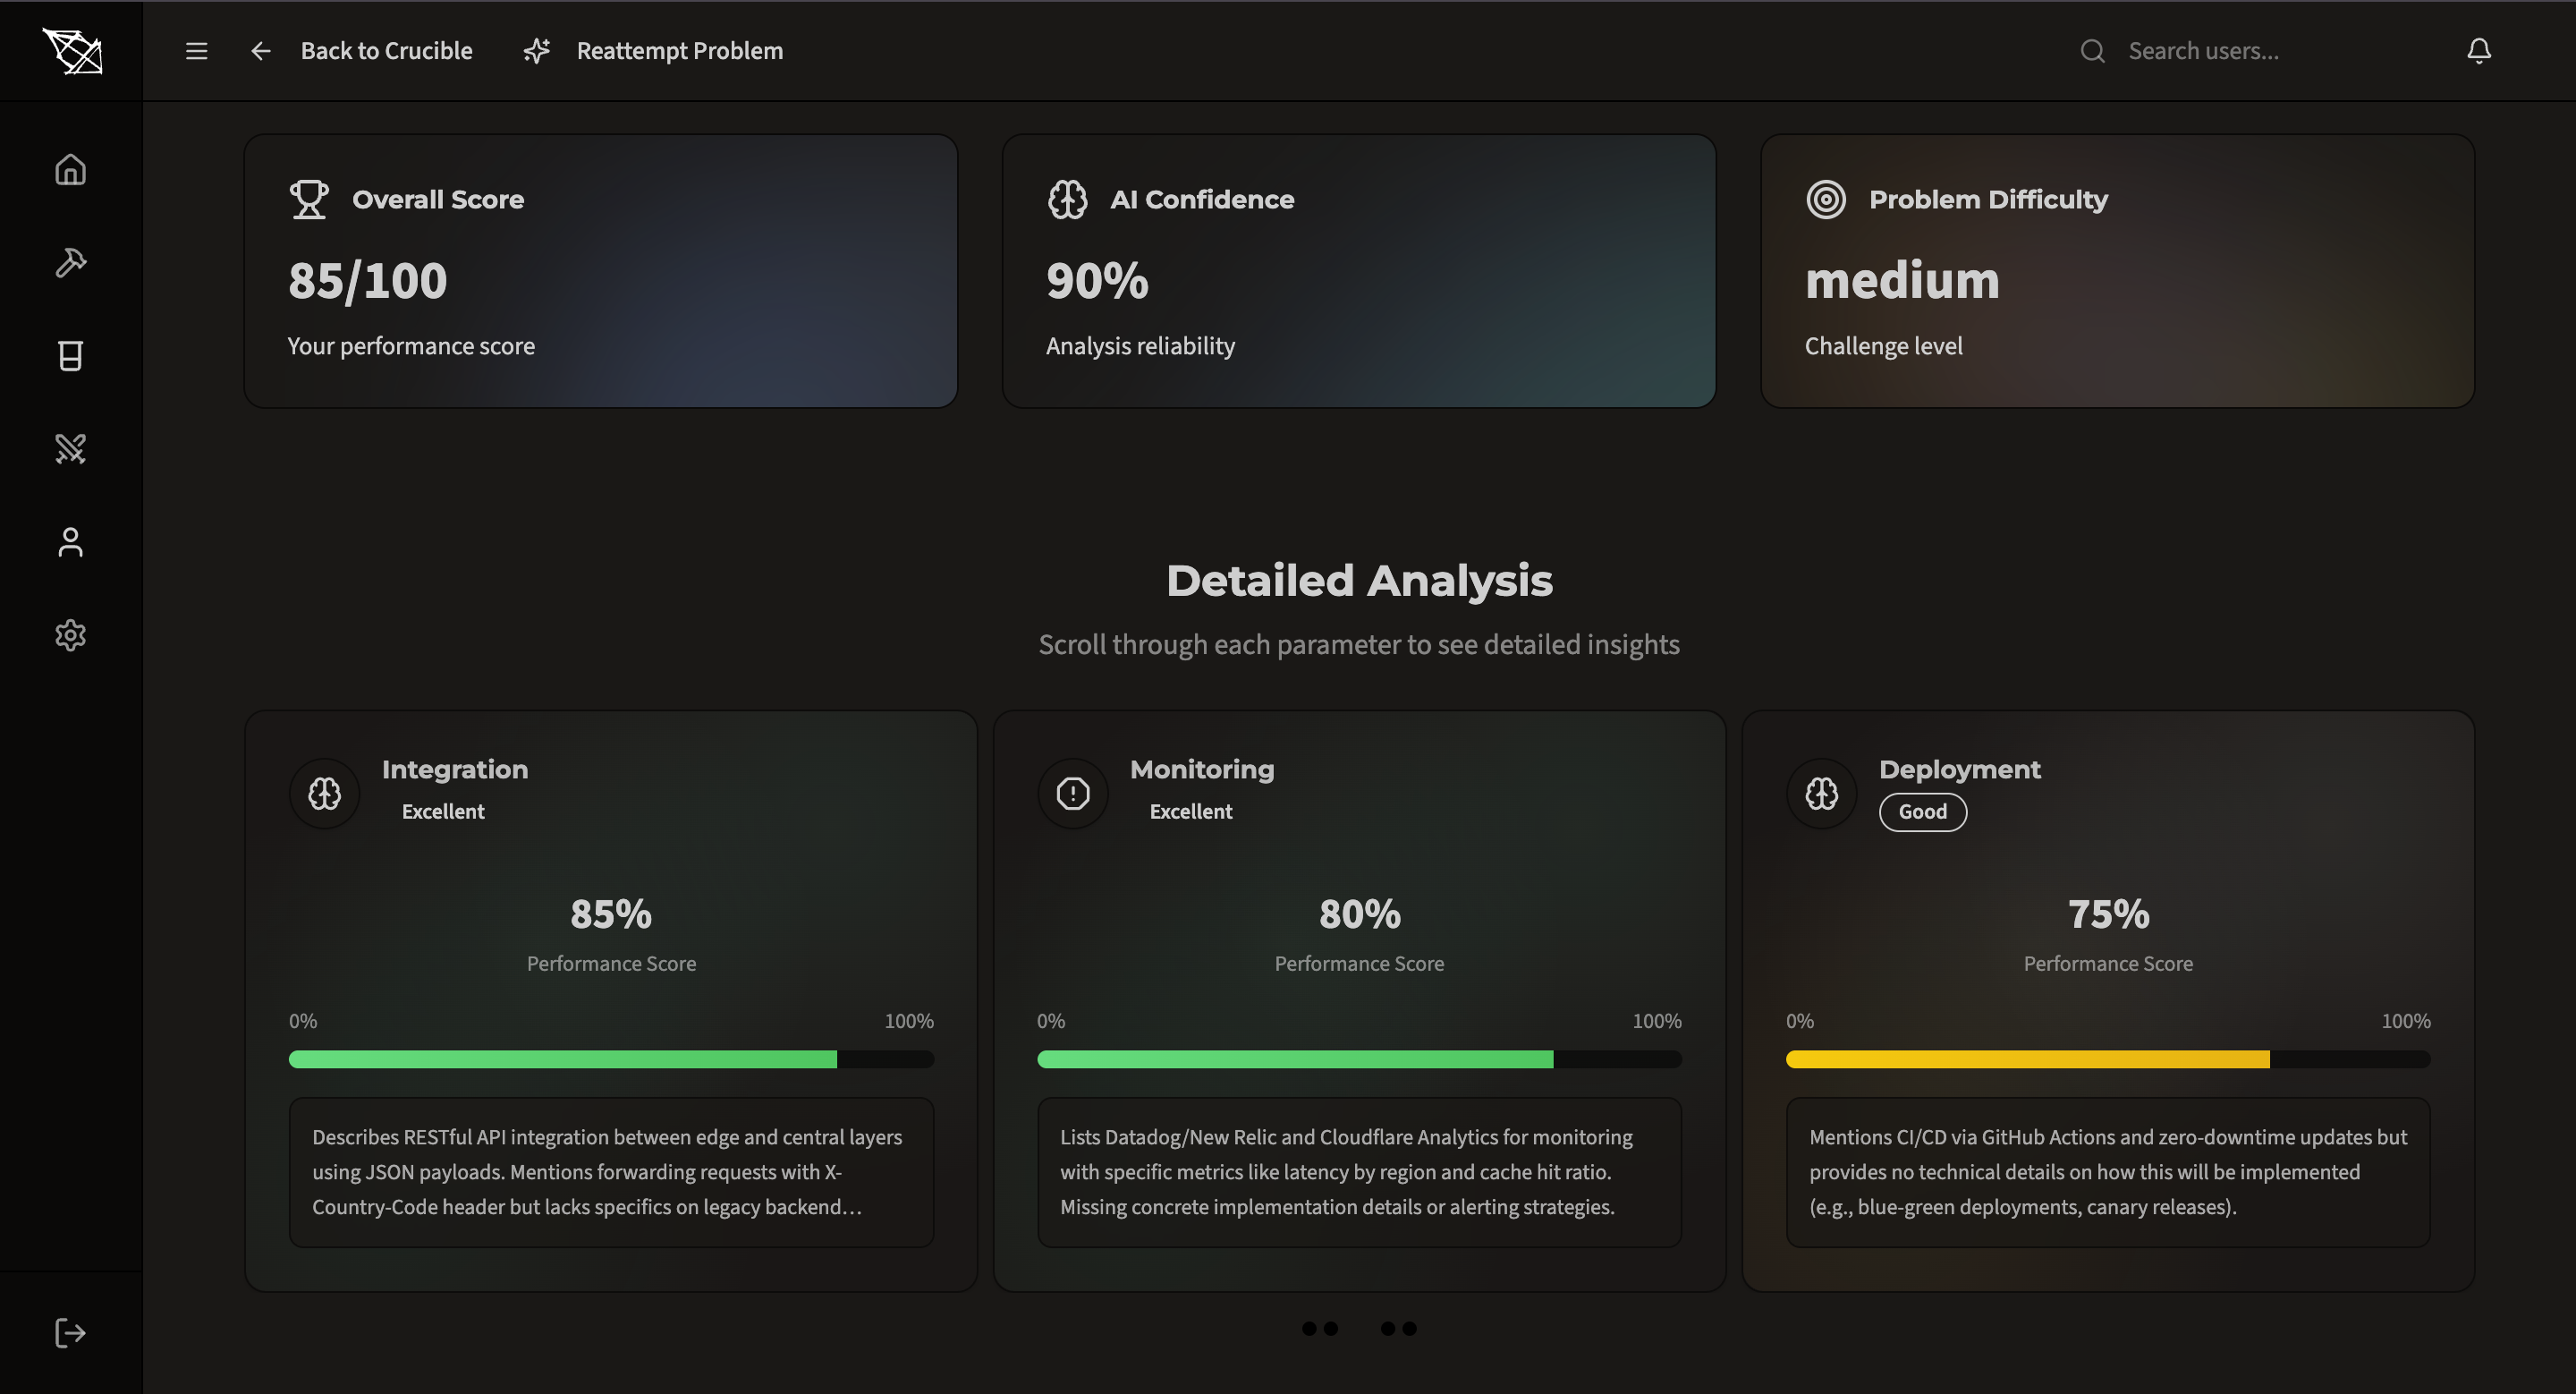 Back to Crucible
Reattempt Problem
Search users...
Overall Score
85/100
Your performance score
AI Confidence
90%
Analysis reliability
Problem Difficulty
medium
Challenge level
Detailed Analysis
Scroll through each parameter to see detailed insights
Integration
Excellent
85%
Performance Score
0%
100%
Describes RESTful API integration between edge and central layers
using JSON payloads. Mentions forwarding requests with X-
Country-Code header but lacks specifics on legacy backend…
Monitoring
Excellent
80%
Performance Score
0%
100%
Lists Datadog/New Relic and Cloudflare Analytics for monitoring
with specific metrics like latency by region and cache hit ratio.
Missing concrete implementation details or alerting strategies.
Deployment
Good
75%
Performance Score
0%
100%
Mentions CI/CD via GitHub Actions and zero-downtime updates but
provides no technical details on how this will be implemented
(e.g., blue-green deployments, canary releases).